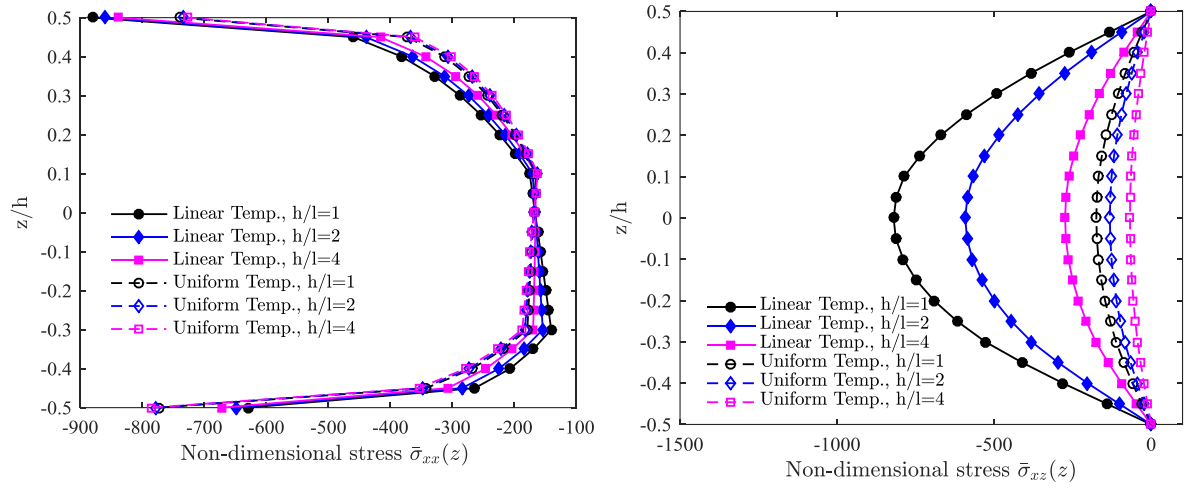 0.5
0.4
0.3
0.2
0.1
0
-0.1
-0.2
-0.3
-0.4
-0.5
z/h
Linear Temp., h/l=1
Linear Temp., h/l=2
Linear Temp., h/l=4
Uniform Temp., h/l=1
Uniform Temp., h/l=2
Uniform Temp., h/l=4
-900 -800 -700 -600 -500 -400 -300 -200 -100
Non-dimensional stress σ̄xx(z)
0.5
0.4
0.3
0.2
0.1
0
-0.1
-0.2
-0.3
-0.4
-0.5
z/h
Linear Temp., h/l=1
Linear Temp., h/l=2
Linear Temp., h/l=4
Uniform Temp., h/l=1
Uniform Temp., h/l=2
Uniform Temp., h/l=4
-1500 -1000 -500 0
Non-dimensional stress σ̄xz(z)